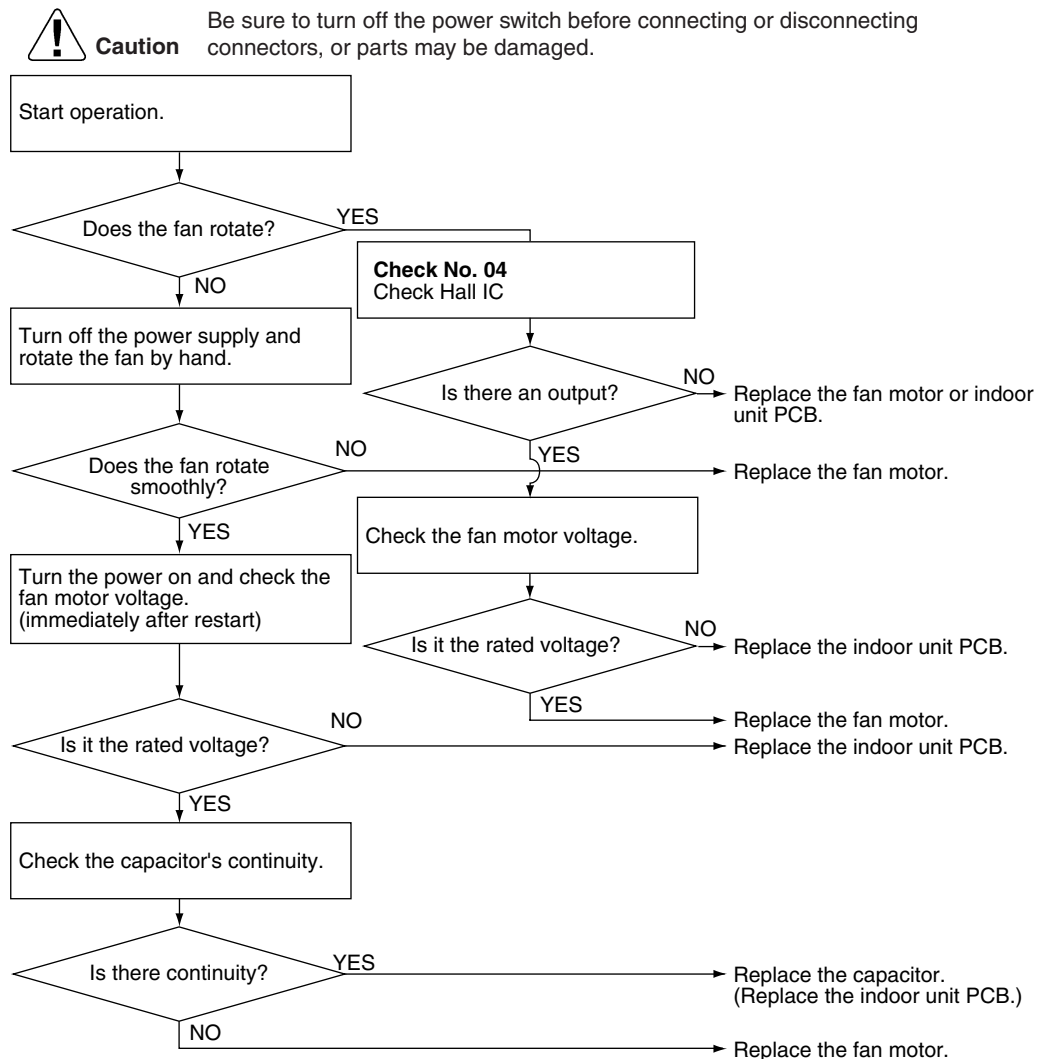 Be sure to turn off the power switch before connecting or disconnecting
Caution connectors, or parts may be damaged.
Start operation.
Does the fan rotate?
YES
NO
Check No. 04
Check Hall IC
Turn off the power supply and
rotate the fan by hand.
Is there an output?
NO
Replace the fan motor or indoor
unit PCB.
YES
Does the fan rotate
smoothly?
NO
Replace the fan motor.
YES
Check the fan motor voltage.
Turn the power on and check the
fan motor voltage.
(immediately after restart)
Is it the rated voltage?
NO
Replace the indoor unit PCB.
YES
Replace the fan motor.
Is it the rated voltage?
NO
Replace the indoor unit PCB.
YES
Check the capacitor's continuity.
Is there continuity?
YES
Replace the capacitor.
(Replace the indoor unit PCB.)
NO
Replace the fan motor.